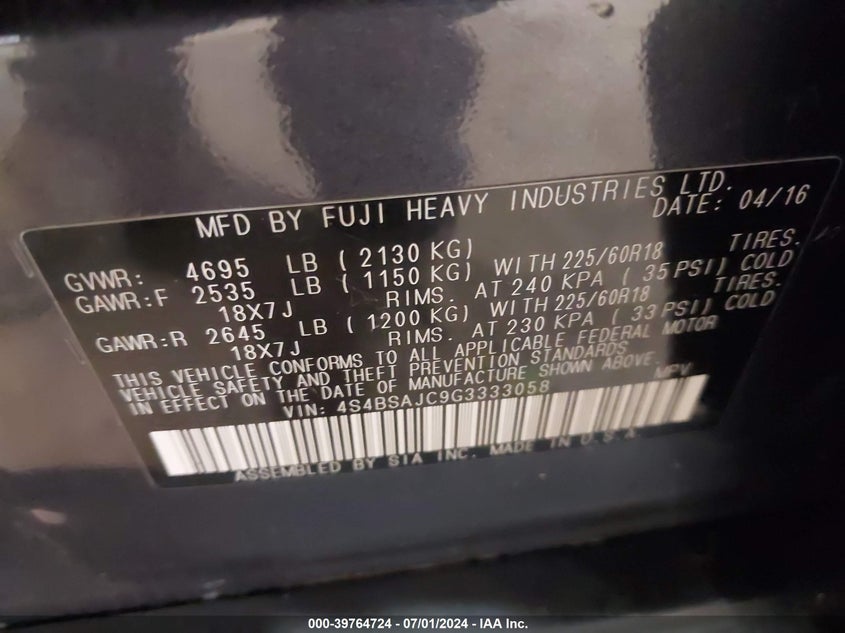 MFD BY FUJI HEAVY INDUSTRIES LTD.
DATE: 04/16
GVWR: 4695 LB ( 2130 KG)
GAWR:F 2535 LB ( 1150 KG) WITH 225/60R18 TIRES.
18X7J RIMS. AT 240 KPA ( 35 PSI) COLD
GAWR:R 2645 LB ( 1200 KG) WITH 225/60R18 TIRES.
18X7J RIMS. AT 230 KPA ( 33 PSI) COLD
THIS VEHICLE CONFORMS TO ALL APPLICABLE FEDERAL MOTOR
VEHICLE SAFETY AND THEFT PREVENTION STANDARDS
IN EFFECT ON THE DATE OF MANUFACTURE SHOWN ABOVE.
VIN: 4S4BSAJC9G3333058 MPV
ASSEMBLED BY SIA INC. MADE IN U.S.A.
000-39764724 - 07/01/2024 - IAA Inc.